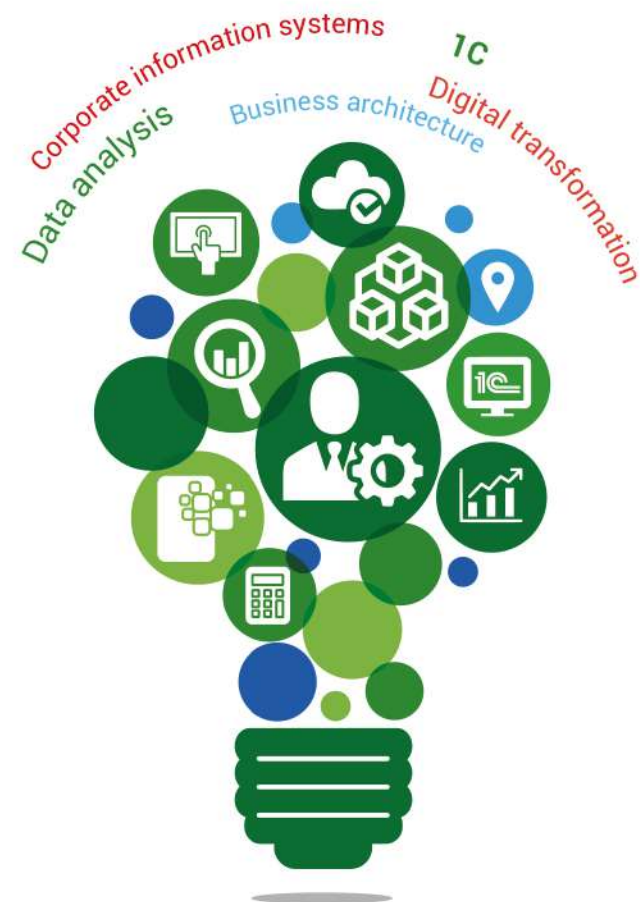 Corporate information systems
1C
Data analysis
Business architecture
Digital transformation
1C